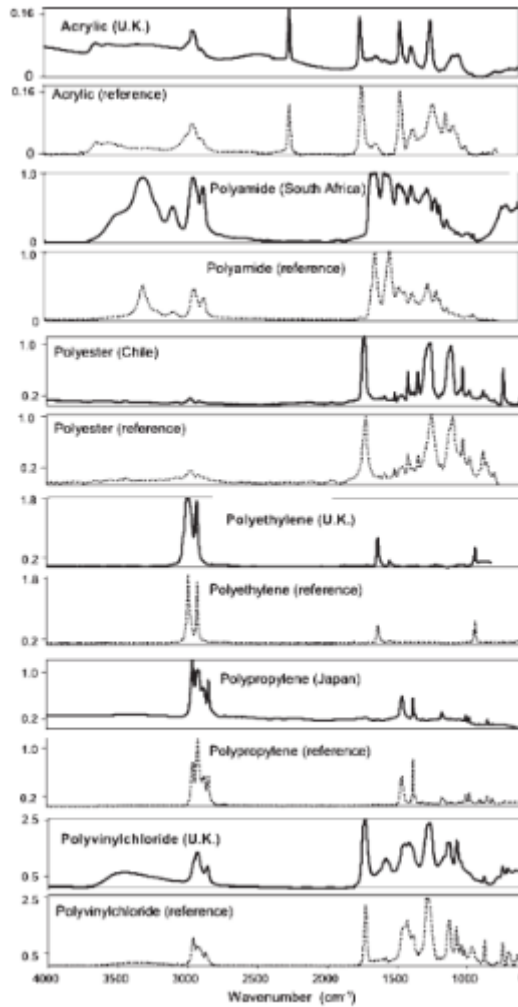 0.16
Acrylic (U.K.)
0
0.16
Acrylic (reference)
0
1.0
Polyamide (South Africa)
0
1.0
Polyamide (reference)
0
1.0
Polyester (Chile)
0.2
1.0
Polyester (reference)
0.2
1.8
Polyethylene (U.K.)
0.2
1.8
Polyethylene (reference)
0.2
1.0
Polypropylene (Japan)
0.2
1.0
Polypropylene (reference)
0.2
2.5
Polyvinylchloride (U.K.)
0.5
2.5
Polyvinylchloride (reference)
0.5
4000 3500 3000 2500 2000 1500 1000
Wavenumber (cm⁻¹)